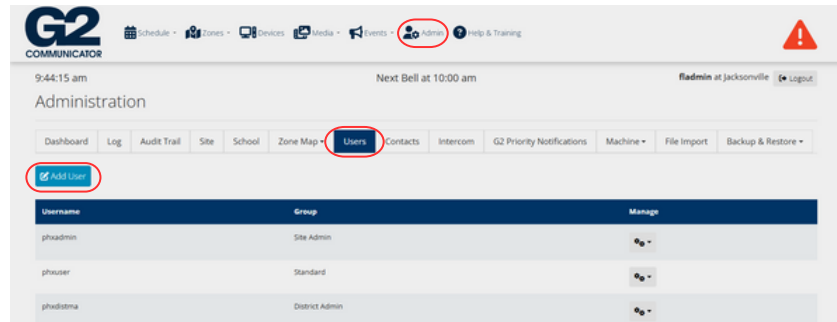 G2
COMMUNICATOR
Schedule Zones Devices Media Events Admin Help & Training
9:44:15 am Next Bell at 10:00 am fladmin at Jacksonville Logout
Administration
Dashboard Log Audit Trail Site School Zone Map Users Contacts Intercom G2 Priority Notifications Machine File Import Backup & Restore
Add User
Username Group Manage
phxadmin Site Admin
phxuser Standard
phxdistma District Admin